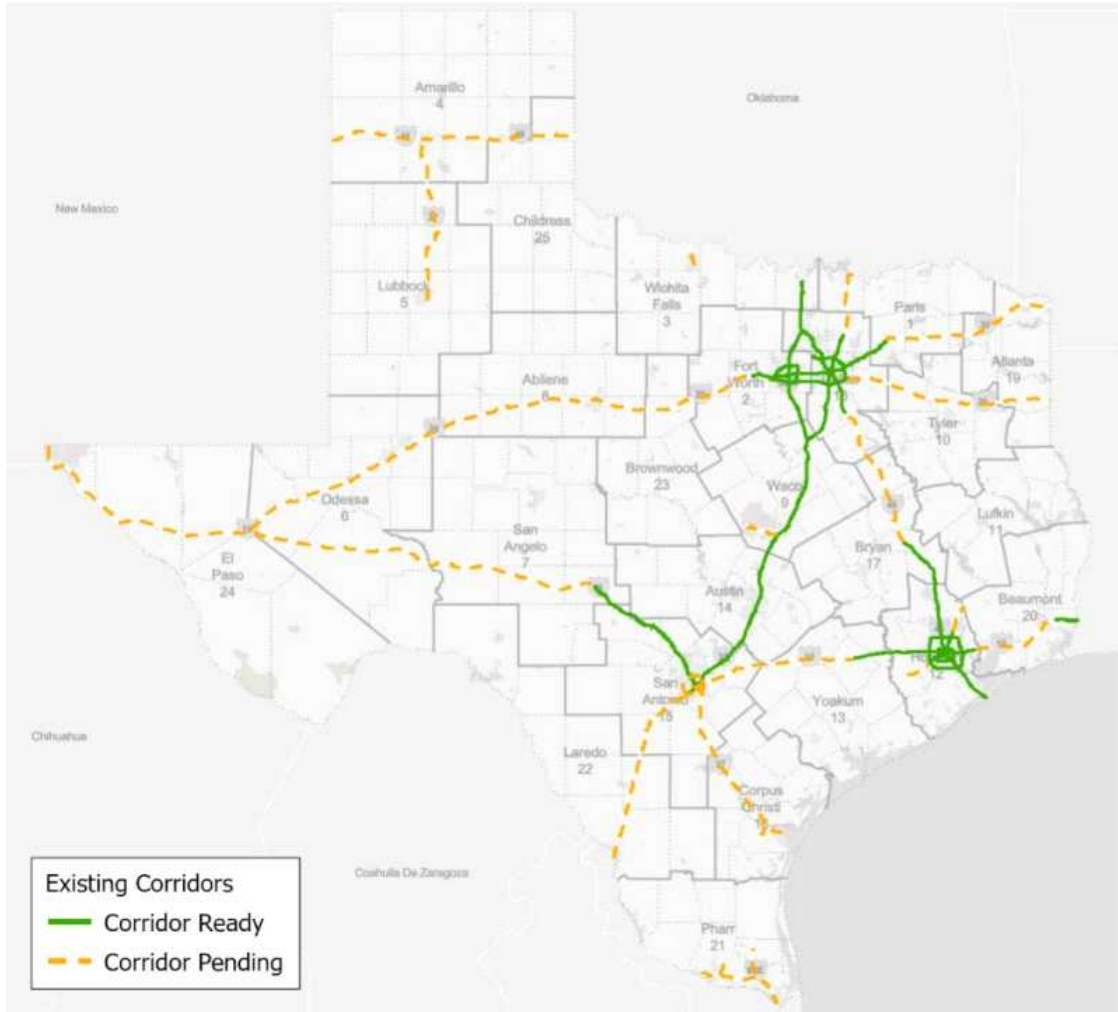 Amarillo
4
Oklahoma
New Mexico
Childress
25
Lubbock
5
Wichita
Falls
3
Paris
1
Atlanta
19
Fort
Worth
2
Abilene
8
Tyler
10
Brownwood
23
Waco
9
Odessa
6
Lufkin
11
San
Angelo
7
Bryan
17
El
Paso
24
Austin
14
Beaumont
20
12
San
Antonio
15
Yoakum
13
Chihuahua
Laredo
22
Corpus
Christi
Coahuila De Zaragoza
Existing Corridors
Corridor Ready
Corridor Pending
Pharr
21